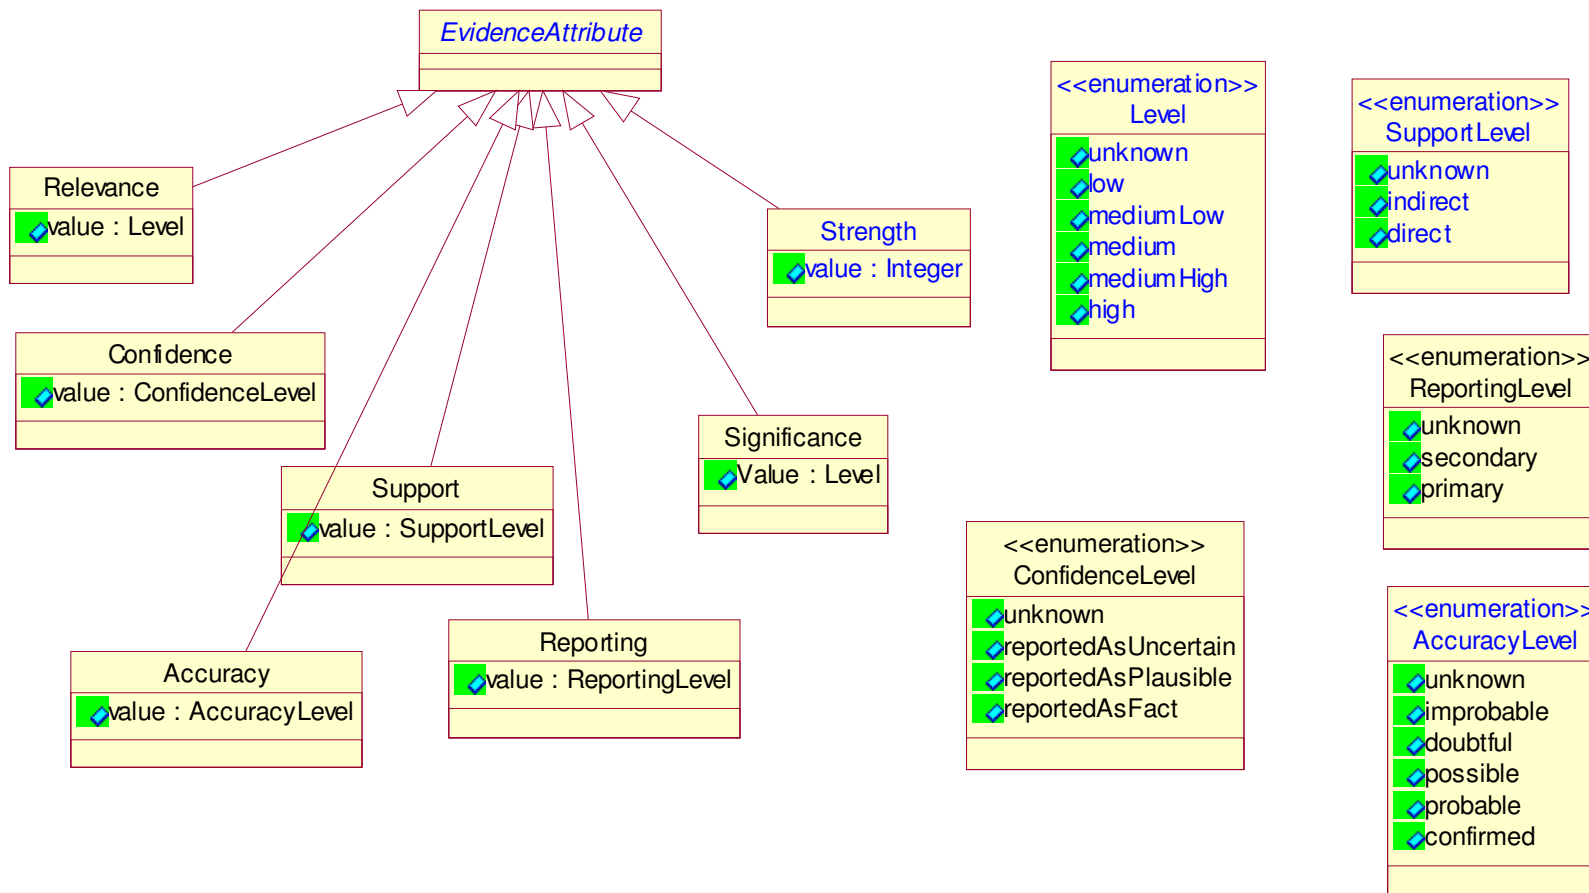 EvidenceAttribute
Relevance
value : Level
Confidence
value : ConfidenceLevel
Support
value : SupportLevel
Accuracy
value : AccuracyLevel
Reporting
value : ReportingLevel
Significance
Value : Level
Strength
value : Integer
<<enumeration>>
Level
unknown
low
mediumLow
medium
mediumHigh
high
<<enumeration>>
SupportLevel
unknown
indirect
direct
<<enumeration>>
ReportingLevel
unknown
secondary
primary
<<enumeration>>
ConfidenceLevel
unknown
reportedAsUncertain
reportedAsPlausible
reportedAsFact
<<enumeration>>
AccuracyLevel
unknown
improbable
doubtful
possible
probable
confirmed